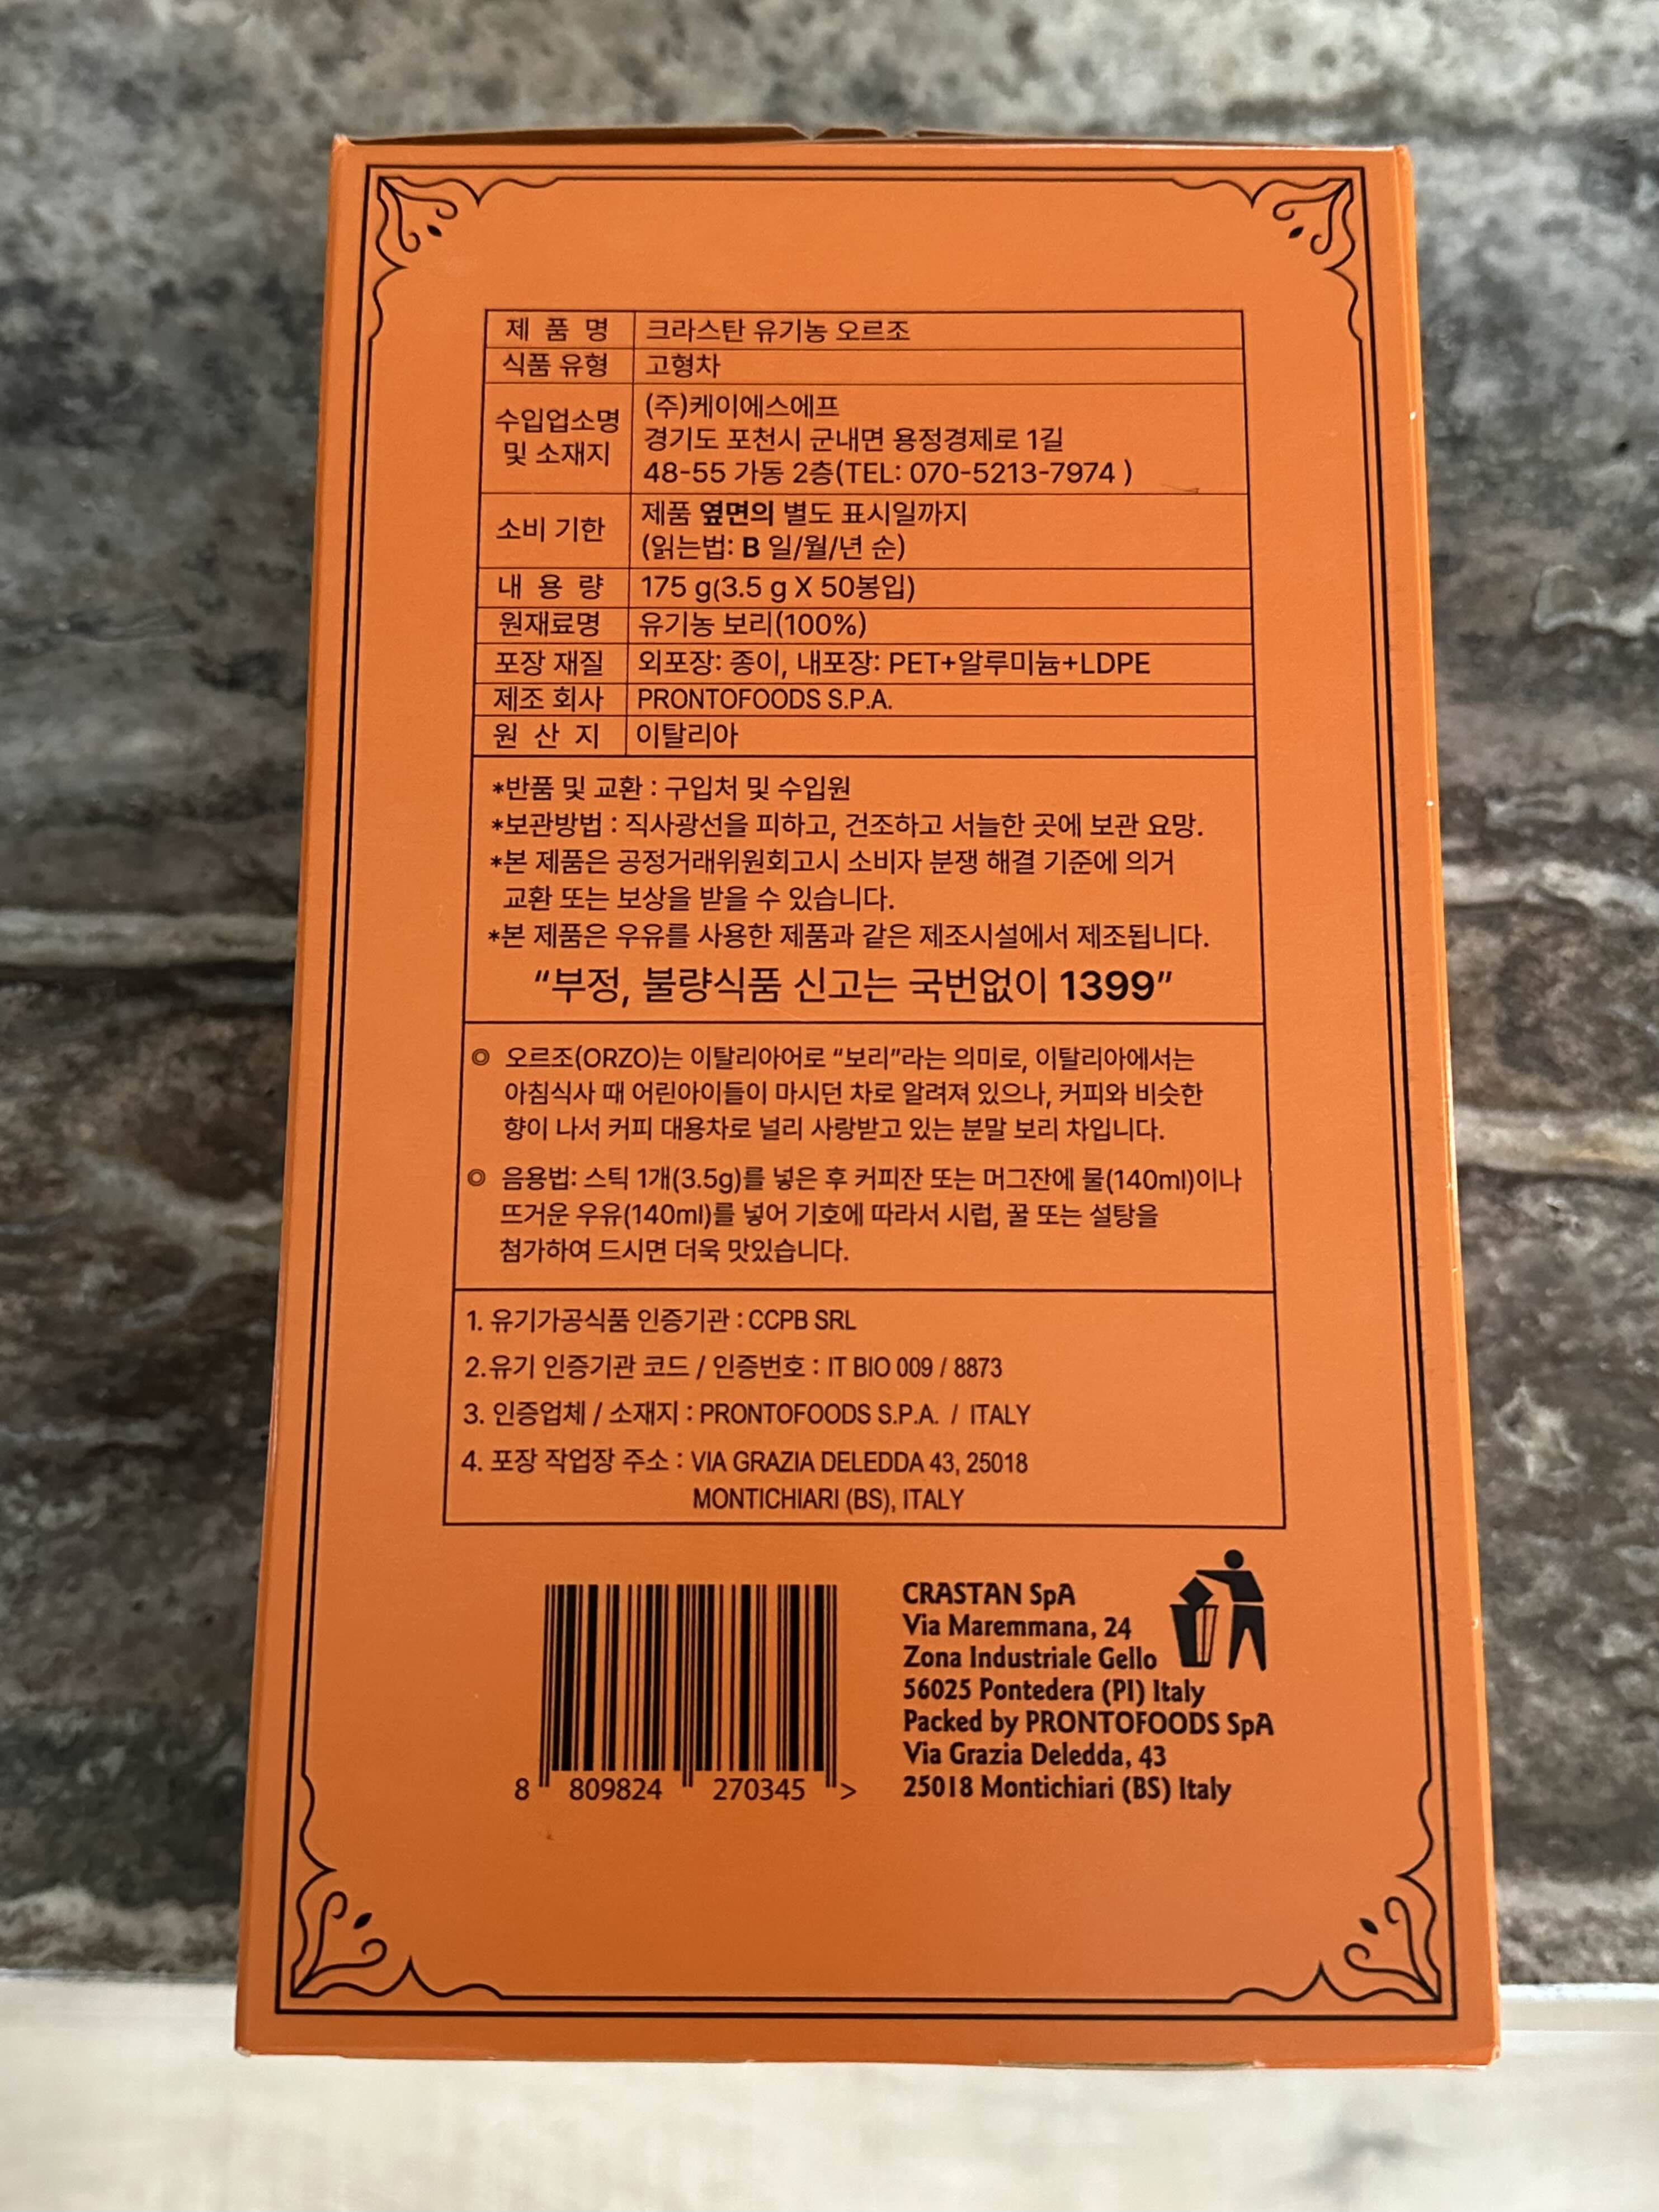 제 품 명 크라스탄 유기농 오르조
식품 유형 고형차
수입업소명 및 소재지 (주)케이에스에프
경기도 포천시 군내면 용정경제로 1길
48-55 가동 2층(TEL: 070-5213-7974 )
소비 기한 제품 옆면의 별도 표시일까지
(읽는법: B 일/월/년 순)
내 용 량 175 g(3.5 g X 50봉입)
원재료명 유기농 보리(100%)
포장 재질 외포장: 종이, 내포장: PET+알루미늄+LDPE
제조 회사 PRONTOFOODS S.P.A.
원 산 지 이탈리아
*반품 및 교환 : 구입처 및 수입원
*보관방법 : 직사광선을 피하고, 건조하고 서늘한 곳에 보관 요망.
*본 제품은 공정거래위원회고시 소비자 분쟁 해결 기준에 의거
교환 또는 보상을 받을 수 있습니다.
*본 제품은 우유를 사용한 제품과 같은 제조시설에서 제조됩니다.
“부정, 불량식품 신고는 국번없이 1399”
◎ 오르조(ORZO)는 이탈리아어로 “보리”라는 의미로, 이탈리아에서는
아침식사 때 어린아이들이 마시던 차로 알려져 있으나, 커피와 비슷한
향이 나서 커피 대용차로 널리 사랑받고 있는 분말 보리 차입니다.
◎ 음용법: 스틱 1개(3.5g)를 넣은 후 커피잔 또는 머그잔에 물(140ml)이나
뜨거운 우유(140ml)를 넣어 기호에 따라서 시럽, 꿀 또는 설탕을
첨가하여 드시면 더욱 맛있습니다.
1. 유기가공식품 인증기관 : CCPB SRL
2.유기 인증기관 코드 / 인증번호 : IT BIO 009 / 8873
3. 인증업체 / 소재지 : PRONTOFOODS S.P.A. / ITALY
4. 포장 작업장 주소 : VIA GRAZIA DELEDDA 43, 25018
MONTICHIARI (BS), ITALY
8 809824 270345 >
CRASTAN SpA
Via Maremmana, 24
Zona Industriale Gello
56025 Pontedera (PI) Italy
Packed by PRONTOFOODS SpA
Via Grazia Deledda, 43
25018 Montichiari (BS) Italy